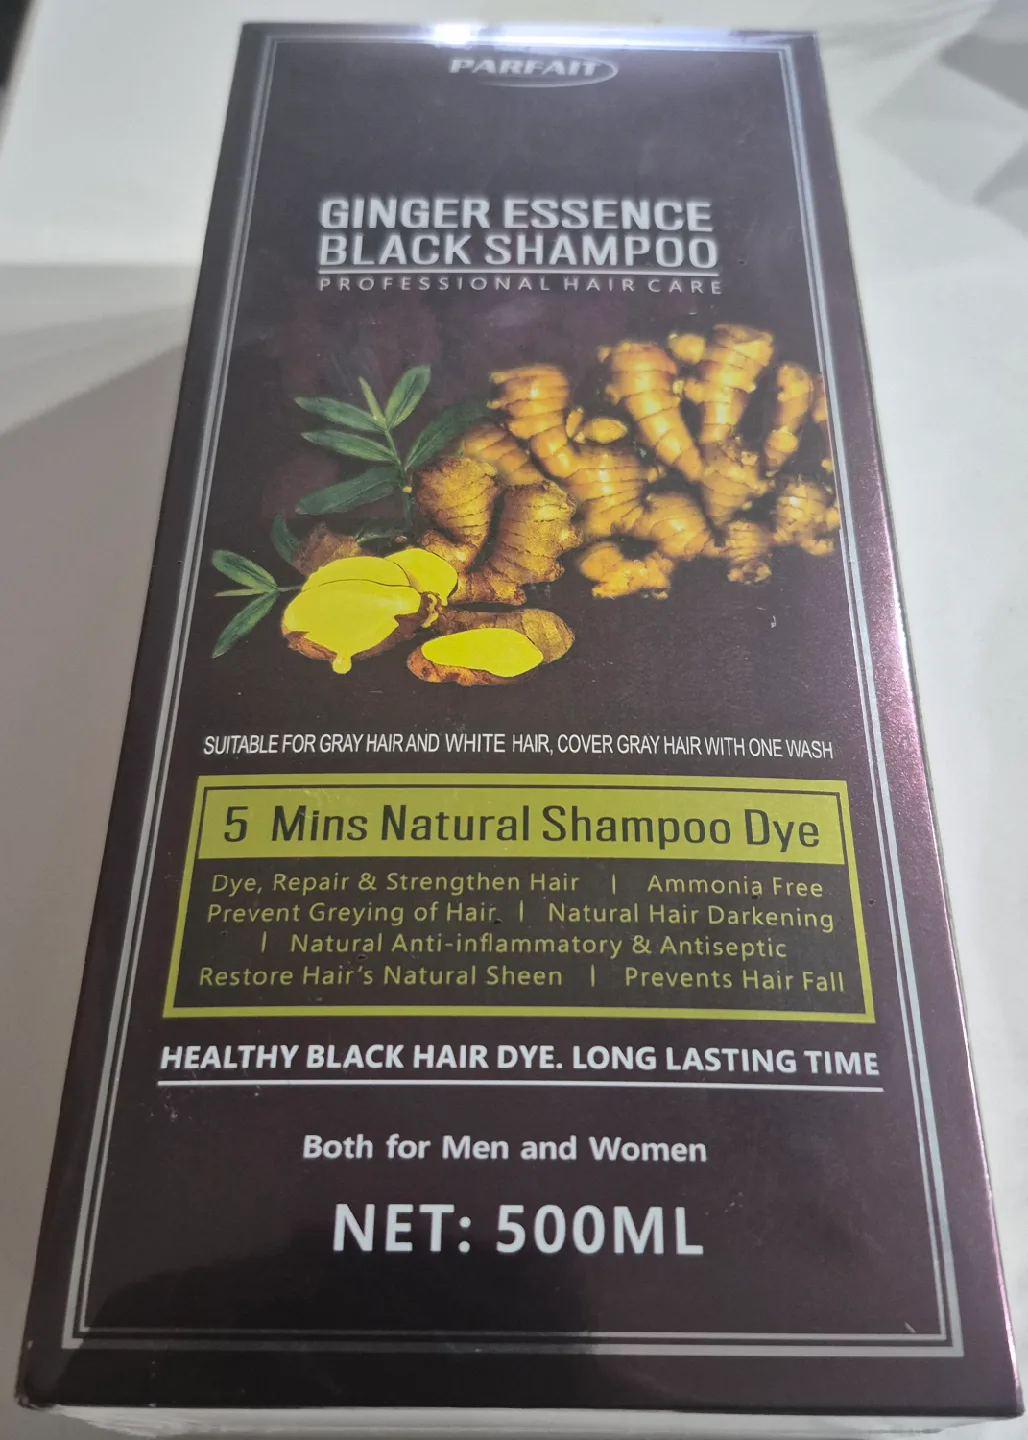 PARFAIT
GINGER ESSENCE
BLACK SHAMPOO
PROFESSIONAL HAIR CARE
SUITABLE FOR GRAY HAIR AND WHITE HAIR, COVER GRAY HAIR WITH ONE WASH
5 Mins Natural Shampoo Dye
Dye, Repair & Strengthen Hair | Ammonia Free
Prevent Greying of Hair | Natural Hair Darkening
| Natural Anti-inflammatory & Antiseptic
Restore Hair's Natural Sheen | Prevents Hair Fall
HEALTHY BLACK HAIR DYE. LONG LASTING TIME
Both for Men and Women
NET: 500ML